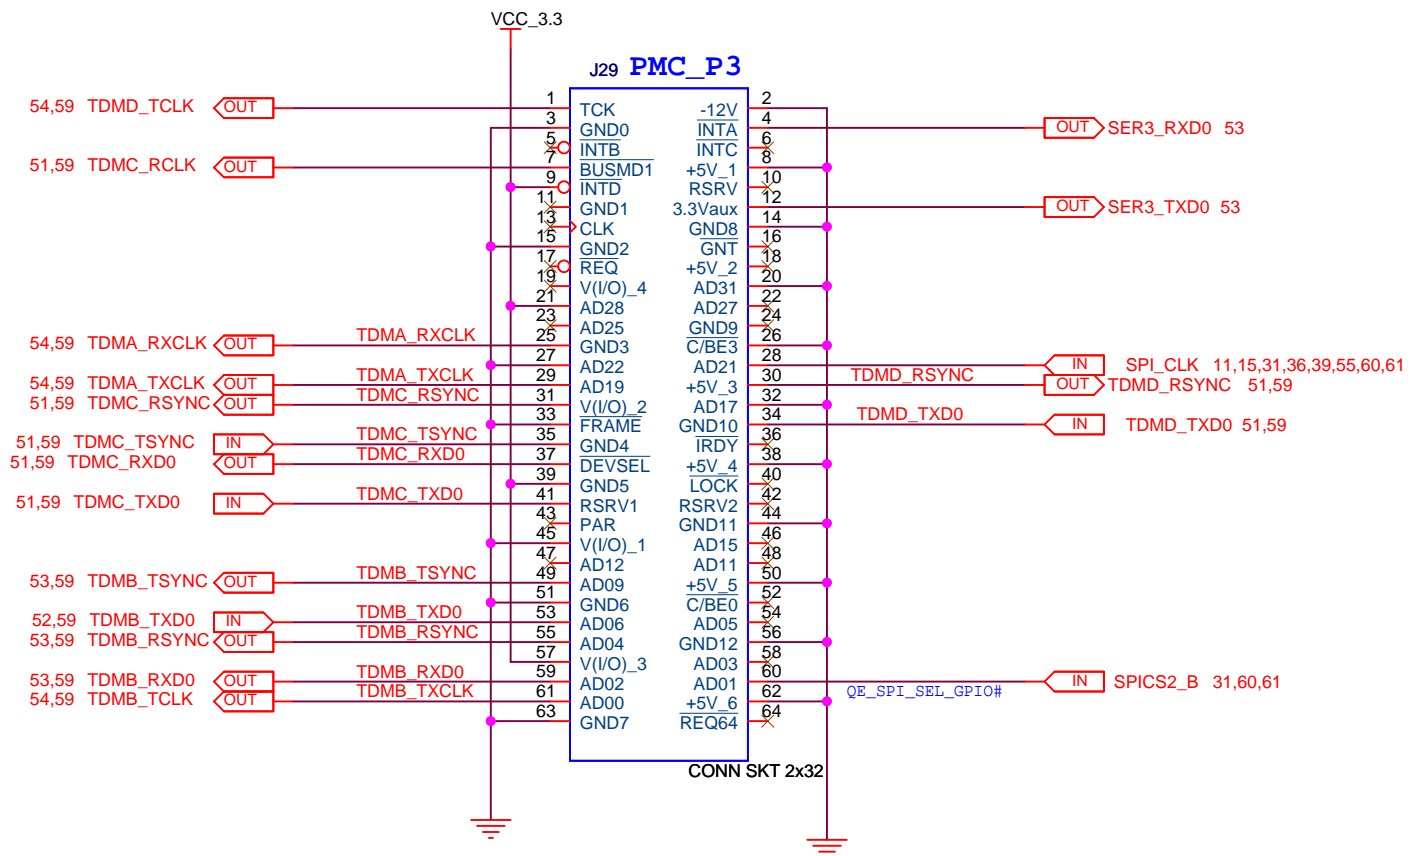 VCC_3.3
J29 PMC_P3
54,59 TDMD_TCLK OUT 1 TCK -12V 2
3 GND0 INTA 4 OUT SER3_RXD0 53
5 INTB INTC 6
51,59 TDMC_RCLK OUT 7 BUSMD1 +5V_1 8
9 INTD RSRV 10
11 GND1 3.3Vaux 12 OUT SER3_TXD0 53
13 CLK GND8 14
15 GND2 GNT 16
17 REQ +5V_2 18
19 V(I/O)_4 AD31 20
21 AD28 AD27 22
23 AD25 GND9 24
54,59 TDMA_RXCLK OUT TDMA_RXCLK 25 GND3 C/BE3 26
27 AD22 AD21 28 IN SPI_CLK 11,15,31,36,39,55,60,61
54,59 TDMA_TXCLK OUT TDMA_TXCLK 29 AD19 +5V_3 30 TDMD_RSYNC OUT TDMD_RSYNC 51,59
51,59 TDMC_RSYNC OUT TDMC_RSYNC 31 V(I/O)_2 AD17 32
33 FRAME GND10 34 TDMD_TXD0 IN TDMD_TXD0 51,59
51,59 TDMC_TSYNC IN TDMC_TSYNC 35 GND4 IRDY 36
51,59 TDMC_RXD0 OUT TDMC_RXD0 37 DEVSEL +5V_4 38
39 GND5 LOCK 40
51,59 TDMC_TXD0 IN TDMC_TXD0 41 RSRV1 RSRV2 42
43 PAR GND11 44
45 V(I/O)_1 AD15 46
47 AD12 AD11 48
53,59 TDMB_TSYNC OUT TDMB_TSYNC 49 AD09 +5V_5 50
51 GND6 C/BE0 52
52,59 TDMB_TXD0 IN TDMB_TXD0 53 AD06 AD05 54
53,59 TDMB_RSYNC OUT TDMB_RSYNC 55 AD04 GND12 56
57 V(I/O)_3 AD03 58
53,59 TDMB_RXD0 OUT TDMB_RXD0 59 AD02 AD01 60 IN SPICS2_B 31,60,61
54,59 TDMB_TCLK OUT TDMB_TXCLK 61 AD00 +5V_6 62 QE_SPI_SEL_GPIO#
63 GND7 REQ64 64
CONN SKT 2x32